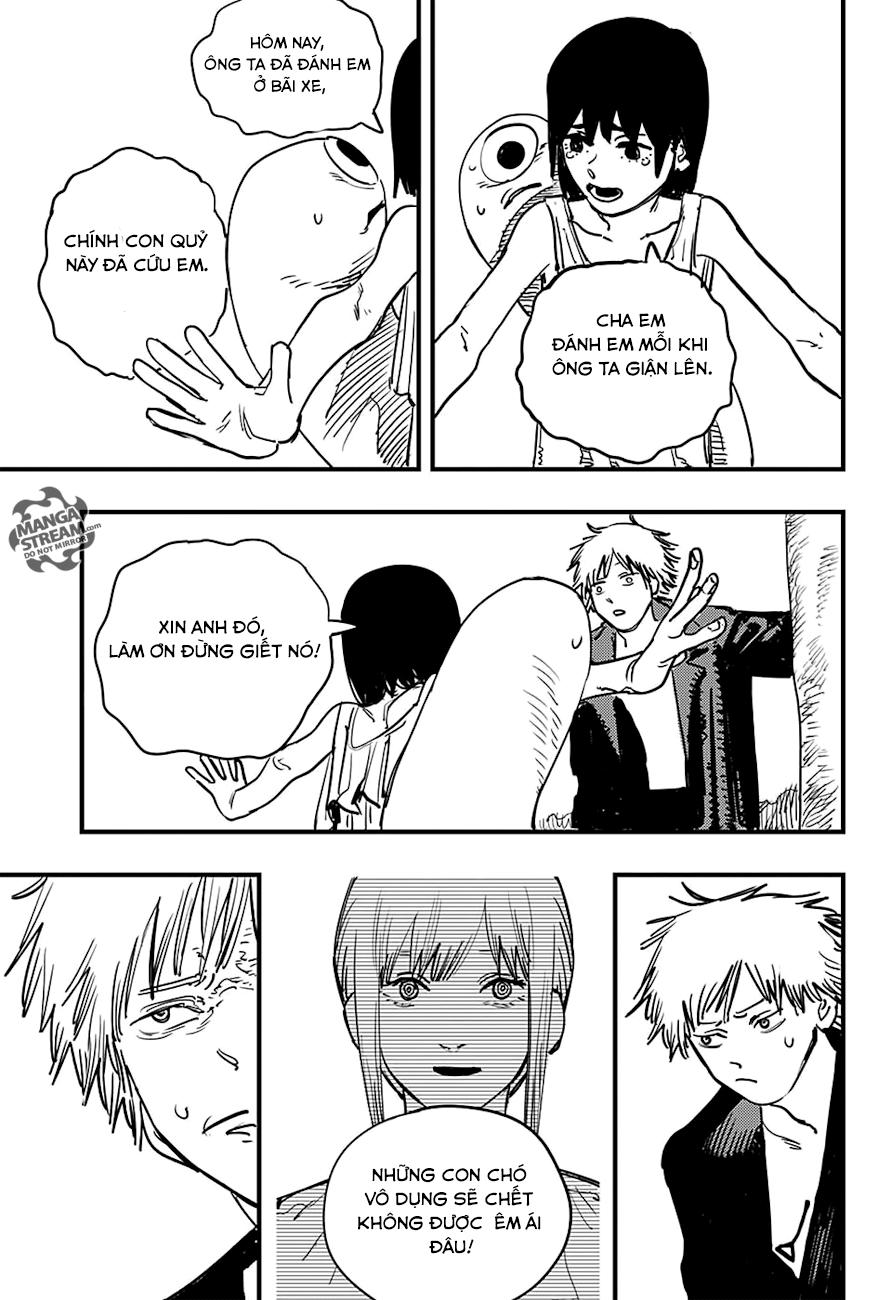 CHA EM
ĐÁNH EM MỖI KHI
ÔNG TA GIẬN LÊN.
HÔM NAY,
ÔNG TA ĐÃ ĐÁNH EM
Ở BÃI XE,
CHÍNH CON QUỶ
NÀY ĐÃ CỨU EM.
MANGA
STREAM.com
DO NOT MIRROR!
XIN ANH ĐÓ,
LÀM ƠN ĐỪNG GIẾT NÓ!
NHỮNG CON CHÓ
VÔ DỤNG SẼ CHẾT
KHÔNG ĐƯỢC ÊM ÁI
ĐÂU!